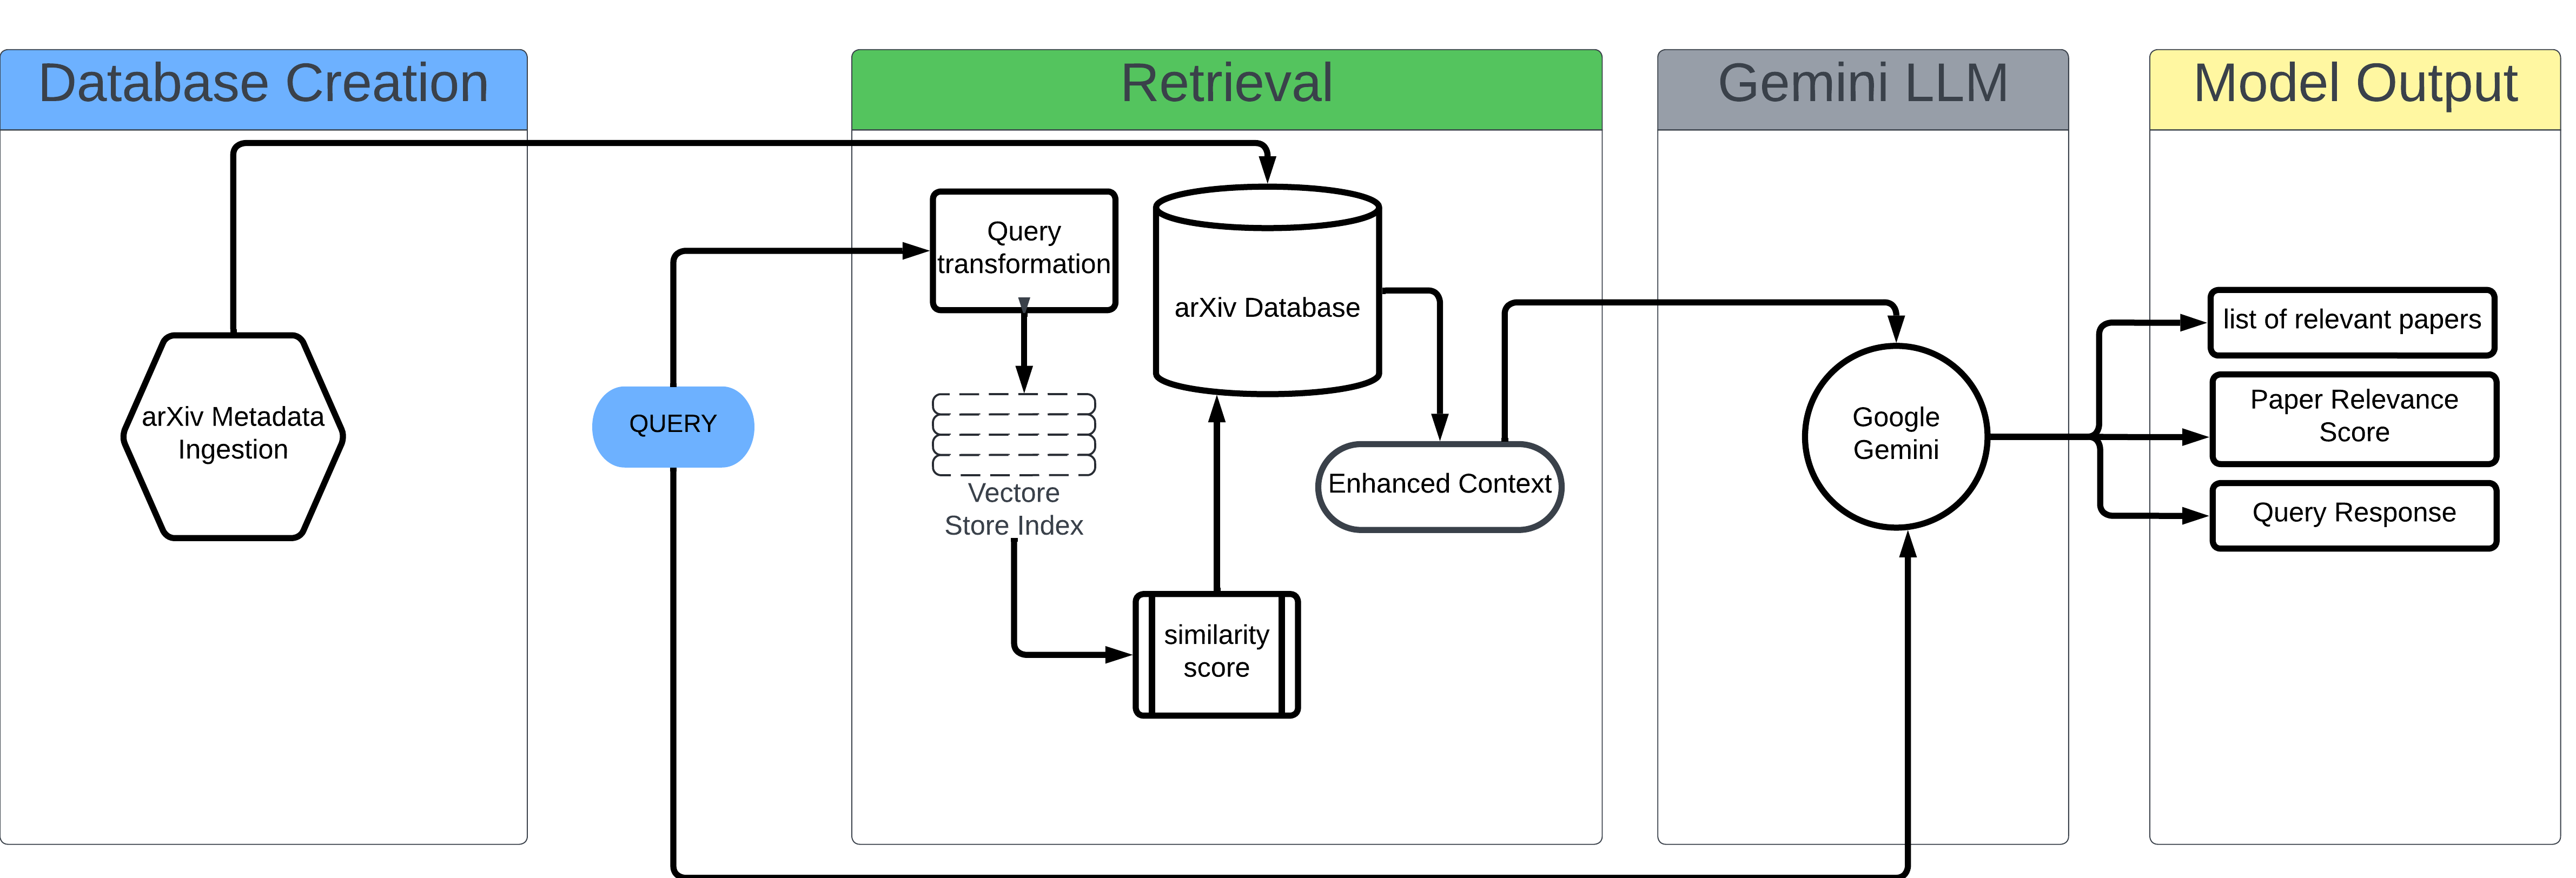 Database Creation
Retrieval
Gemini LLM
Model Output
arXiv Metadata
Ingestion
QUERY
Query
transformation
Vectore
Store Index
similarity
score
arXiv Database
Enhanced Context
Google
Gemini
list of relevant papers
Paper Relevance
Score
Query Response